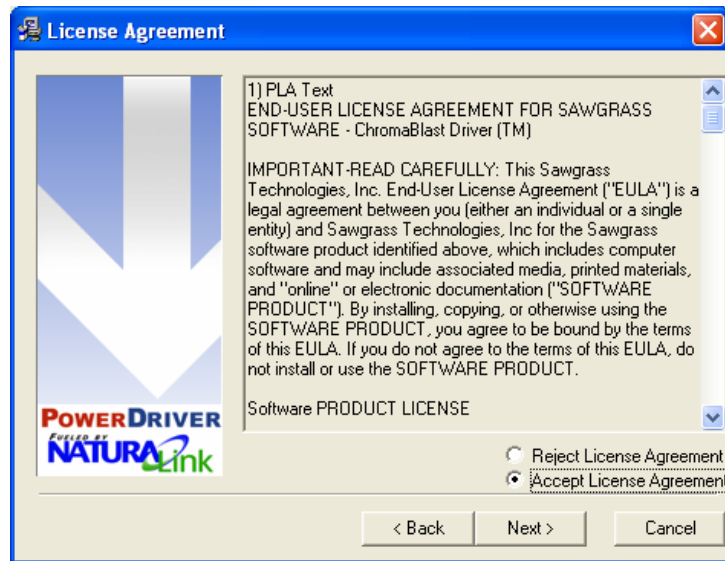 License Agreement
1) PLA Text
END-USER LICENSE AGREEMENT FOR SAWGRASS
SOFTWARE - ChromaBlast Driver (TM)
IMPORTANT-READ CAREFULLY: This Sawgrass
Technologies, Inc. End-User License Agreement ("EULA") is a
legal agreement between you (either an individual or a single
entity) and Sawgrass Technologies, Inc for the Sawgrass
software product identified above, which includes computer
software and may include associated media, printed materials,
and "online" or electronic documentation ("SOFTWARE
PRODUCT"). By installing, copying, or otherwise using the
SOFTWARE PRODUCT, you agree to be bound by the terms
of this EULA. If you do not agree to the terms of this EULA, do
not install or use the SOFTWARE PRODUCT.
Software PRODUCT LICENSE
POWERDRIVER
FUELED BY
NATURALink
Reject License Agreement
Accept License Agreement
< Back
Next >
Cancel